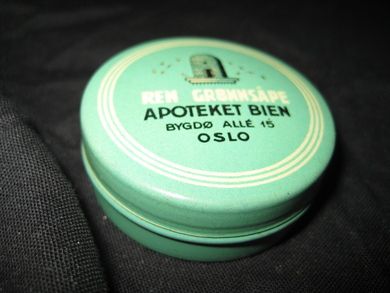 REN GRØNNSÅPE
APOTEKET BIEN
BYGDØ ALLÉ 15
OSLO